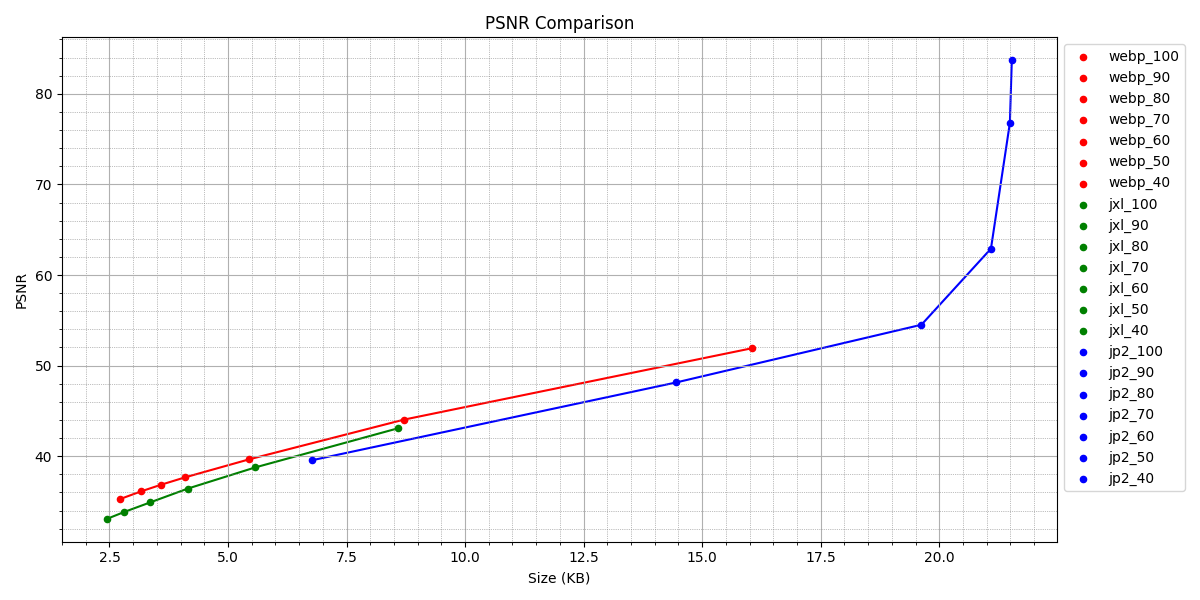 PSNR Comparison
PSNR
80
70
60
50
40
2.5
5.0
7.5
10.0
12.5
15.0
17.5
20.0
Size (KB)
webp_100
webp_90
webp_80
webp_70
webp_60
webp_50
webp_40
jxl_100
jxl_90
jxl_80
jxl_70
jxl_60
jxl_50
jxl_40
jp2_100
jp2_90
jp2_80
jp2_70
jp2_60
jp2_50
jp2_40